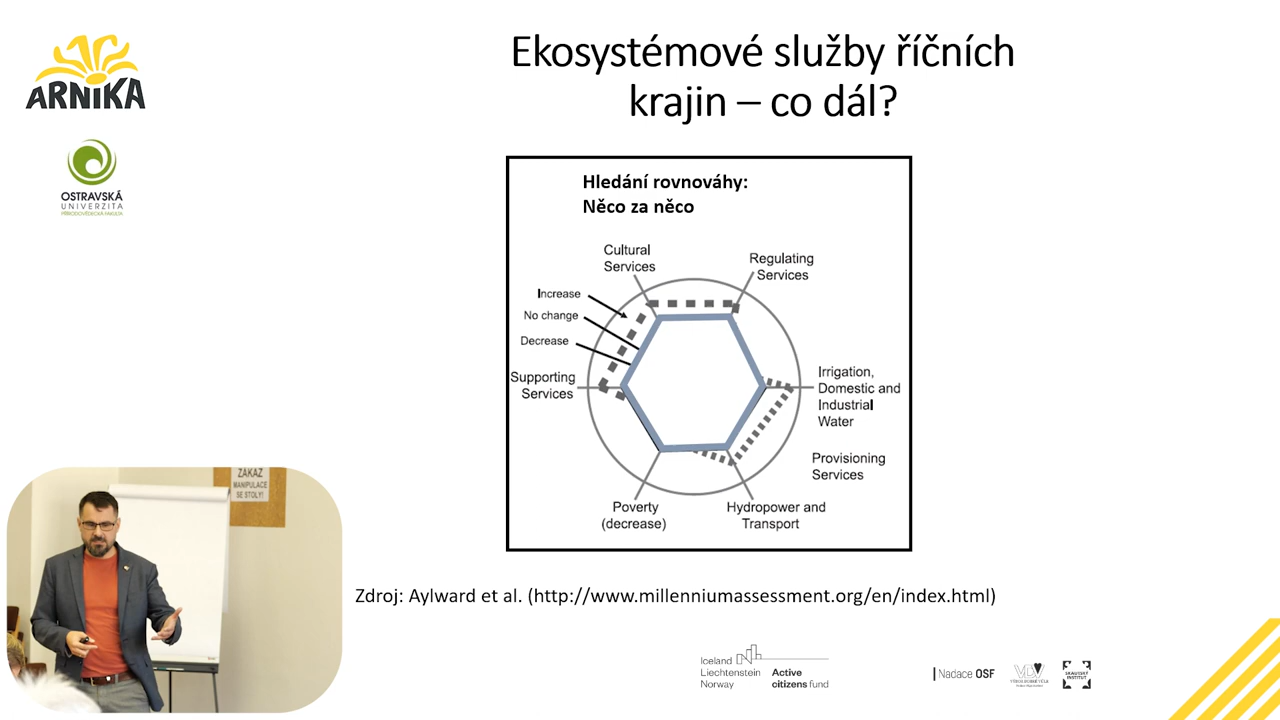 ARNIKA
OSTRAVSKÁ
UNIVERZITA
PŘÍRODOVĚDECKÁ FAKULTA
Ekosystémové služby říčních
krajin – co dál?
Hledání rovnováhy:
Něco za něco
Cultural
Services
Regulating
Services
Increase
No change
Decrease
Supporting
Services
Irrigation,
Domestic and
Industrial
Water
Provisioning
Services
Poverty
(decrease)
Hydropower and
Transport
Zdroj: Aylward et al. (http://www.millenniumassessment.org/en/index.html)
ZÁKAZ
MANIPULACE
SE STOLY!
Iceland
Liechtenstein
Norway
Active
citizens fund
Nadace OSF
SKAUTSKÝ
INSTITUT